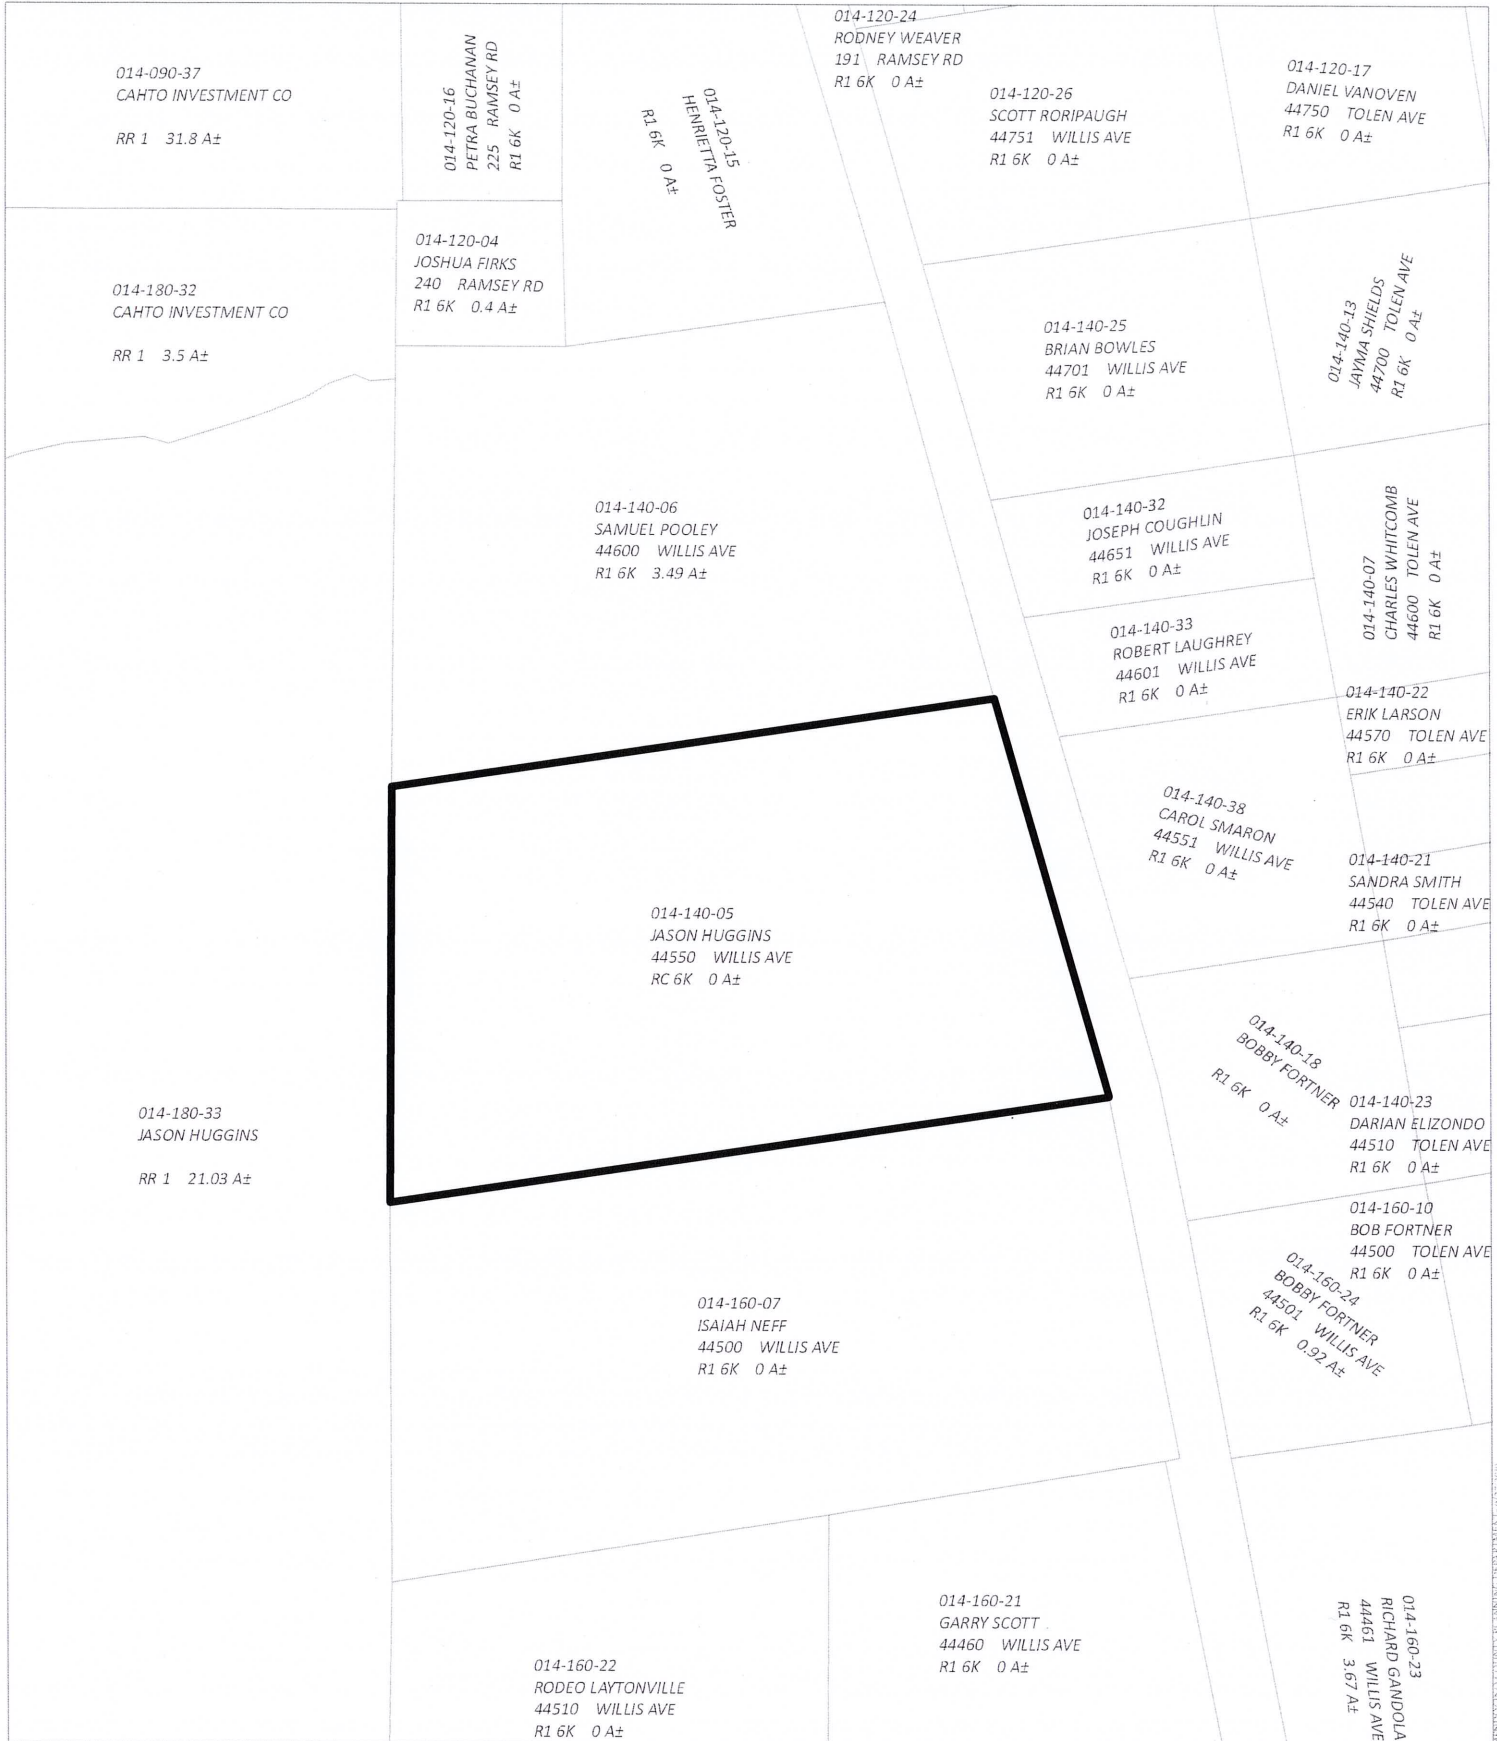 014-090-37
CAHTO INVESTMENT CO
RR 1 31.8 A±
014-120-16
PETRA BUCHANAN
225 RAMSEY RD
R1 6K 0 A±
014-120-15
HENRIETTA FOSTER
R1 6K 0 A±
014-120-24
RODNEY WEAVER
191 RAMSEY RD
R1 6K 0 A±
014-120-26
SCOTT RORIPAUGH
44751 WILLIS AVE
R1 6K 0 A±
014-120-17
DANIEL VANOVEN
44750 TOLEN AVE
R1 6K 0 A±
014-180-32
CAHTO INVESTMENT CO
RR 1 3.5 A±
014-120-04
JOSHUA FIRKS
240 RAMSEY RD
R1 6K 0.4 A±
014-140-25
BRIAN BOWLES
44701 WILLIS AVE
R1 6K 0 A±
014-140-13
JAYMA SHIELDS
44700 TOLEN AVE
R1 6K 0 A±
014-140-06
SAMUEL POOLEY
44600 WILLIS AVE
R1 6K 3.49 A±
014-140-32
JOSEPH COUGHLIN
44651 WILLIS AVE
R1 6K 0 A±
014-140-07
CHARLES WHITCOMB
44600 TOLEN AVE
R1 6K 0 A±
014-140-33
ROBERT LAUGHREY
44601 WILLIS AVE
R1 6K 0 A±
014-140-22
ERIK LARSON
44570 TOLEN AVE
R1 6K 0 A±
014-140-38
CAROL SMARON
44551 WILLIS AVE
R1 6K 0 A±
014-140-21
SANDRA SMITH
44540 TOLEN AVE
R1 6K 0 A±
014-140-05
JASON HUGGINS
44550 WILLIS AVE
RC 6K 0 A±
014-140-18
BOBBY FORTNER
R1 6K 0 A±
014-140-23
DARIAN ELIZONDO
44510 TOLEN AVE
R1 6K 0 A±
014-180-33
JASON HUGGINS
RR 1 21.03 A±
014-160-10
BOB FORTNER
44500 TOLEN AVE
R1 6K 0 A±
014-160-24
BOBBY FORTNER
44501 WILLIS AVE
R1 6K 0.92 A±
014-160-07
ISAIAH NEFF
44500 WILLIS AVE
R1 6K 0 A±
014-160-21
GARRY SCOTT
44460 WILLIS AVE
R1 6K 0 A±
014-160-23
RICHARD GANDOLA
44461 WILLIS AVE
R1 6K 3.67 A±
014-160-22
RODEO LAYTONVILLE
44510 WILLIS AVE
R1 6K 0 A±